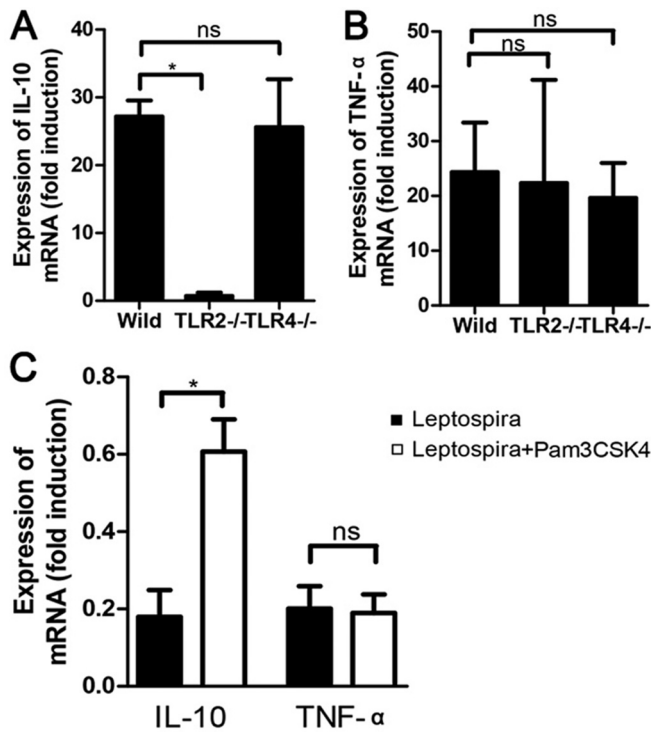 A
Expression of IL-10
mRNA (fold induction)
40
30
20
10
0
ns
*
Wild TLR2-/- TLR4-/-
B
Expression of TNF-α
mRNA (fold induction)
50
40
30
20
10
0
ns
ns
Wild TLR2-/- TLR4-/-
C
Expression of
mRNA (fold induction)
0.8
0.6
0.4
0.2
0.0
*
ns
IL-10 TNF-α
Leptospira
Leptospira+Pam3CSK4